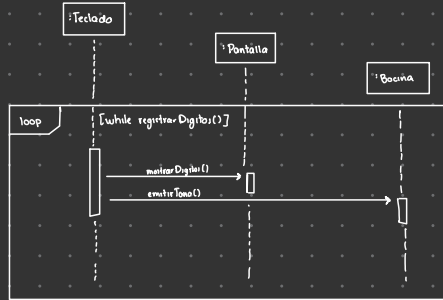 :Teclado
:Pantalla
:Bocina
loop
[while registrarDigitos()]
mostrarDigitos()
emitirTono()